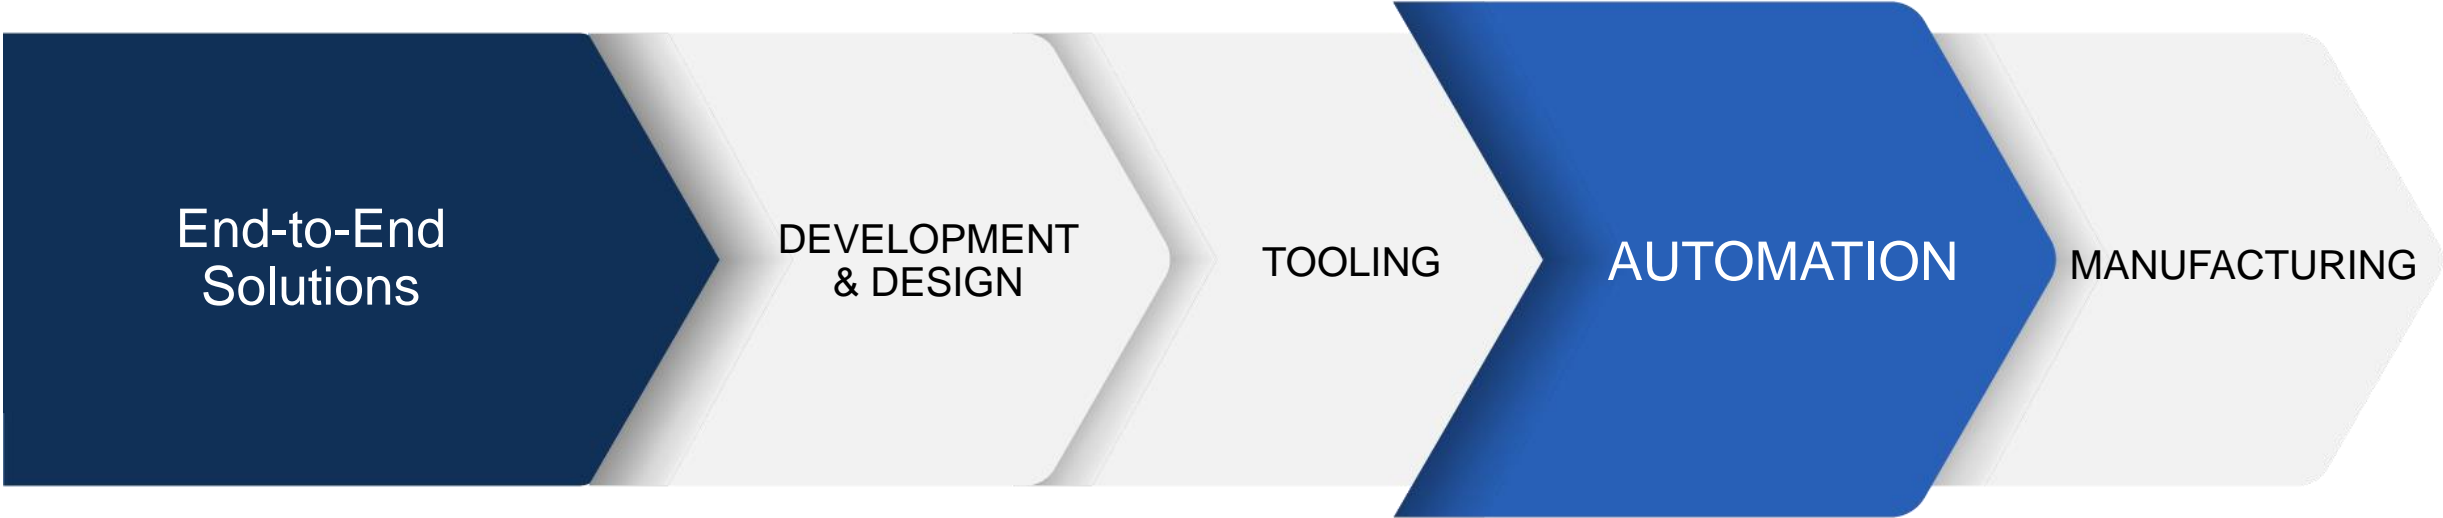 End-to-End
Solutions
DEVELOPMENT
& DESIGN
TOOLING
AUTOMATION
MANUFACTURING